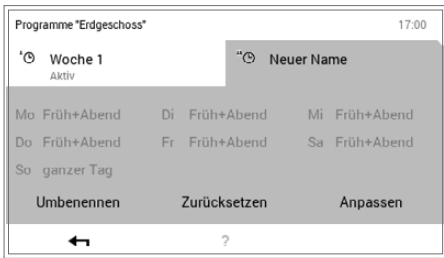 Programme "Erdgeschoss" 17:00
Woche 1 Neuer Name
Aktiv
Mo Früh+Abend Di Früh+Abend Mi Früh+Abend
Do Früh+Abend Fr Früh+Abend Sa Früh+Abend
So ganzer Tag
Umbenennen Zurücksetzen Anpassen
?